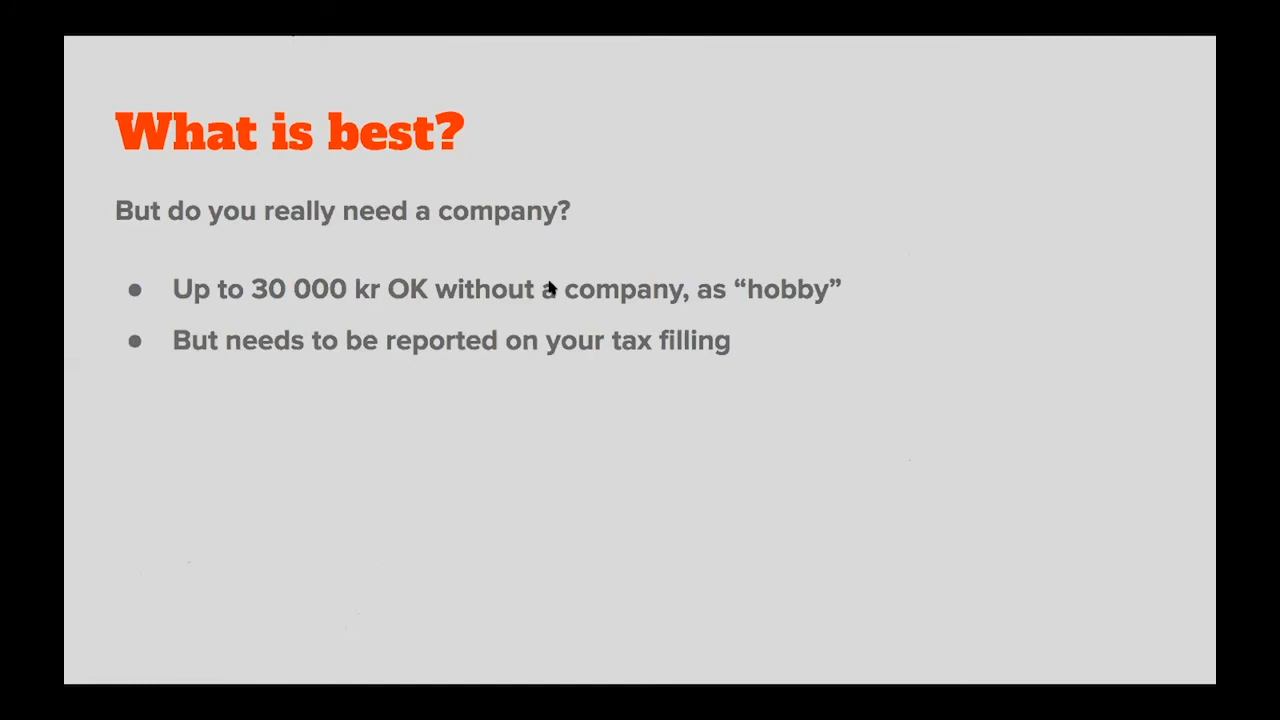 What is best?
But do you really need a company?
● Up to 30 000 kr OK without a company, as “hobby”
● But needs to be reported on your tax filling